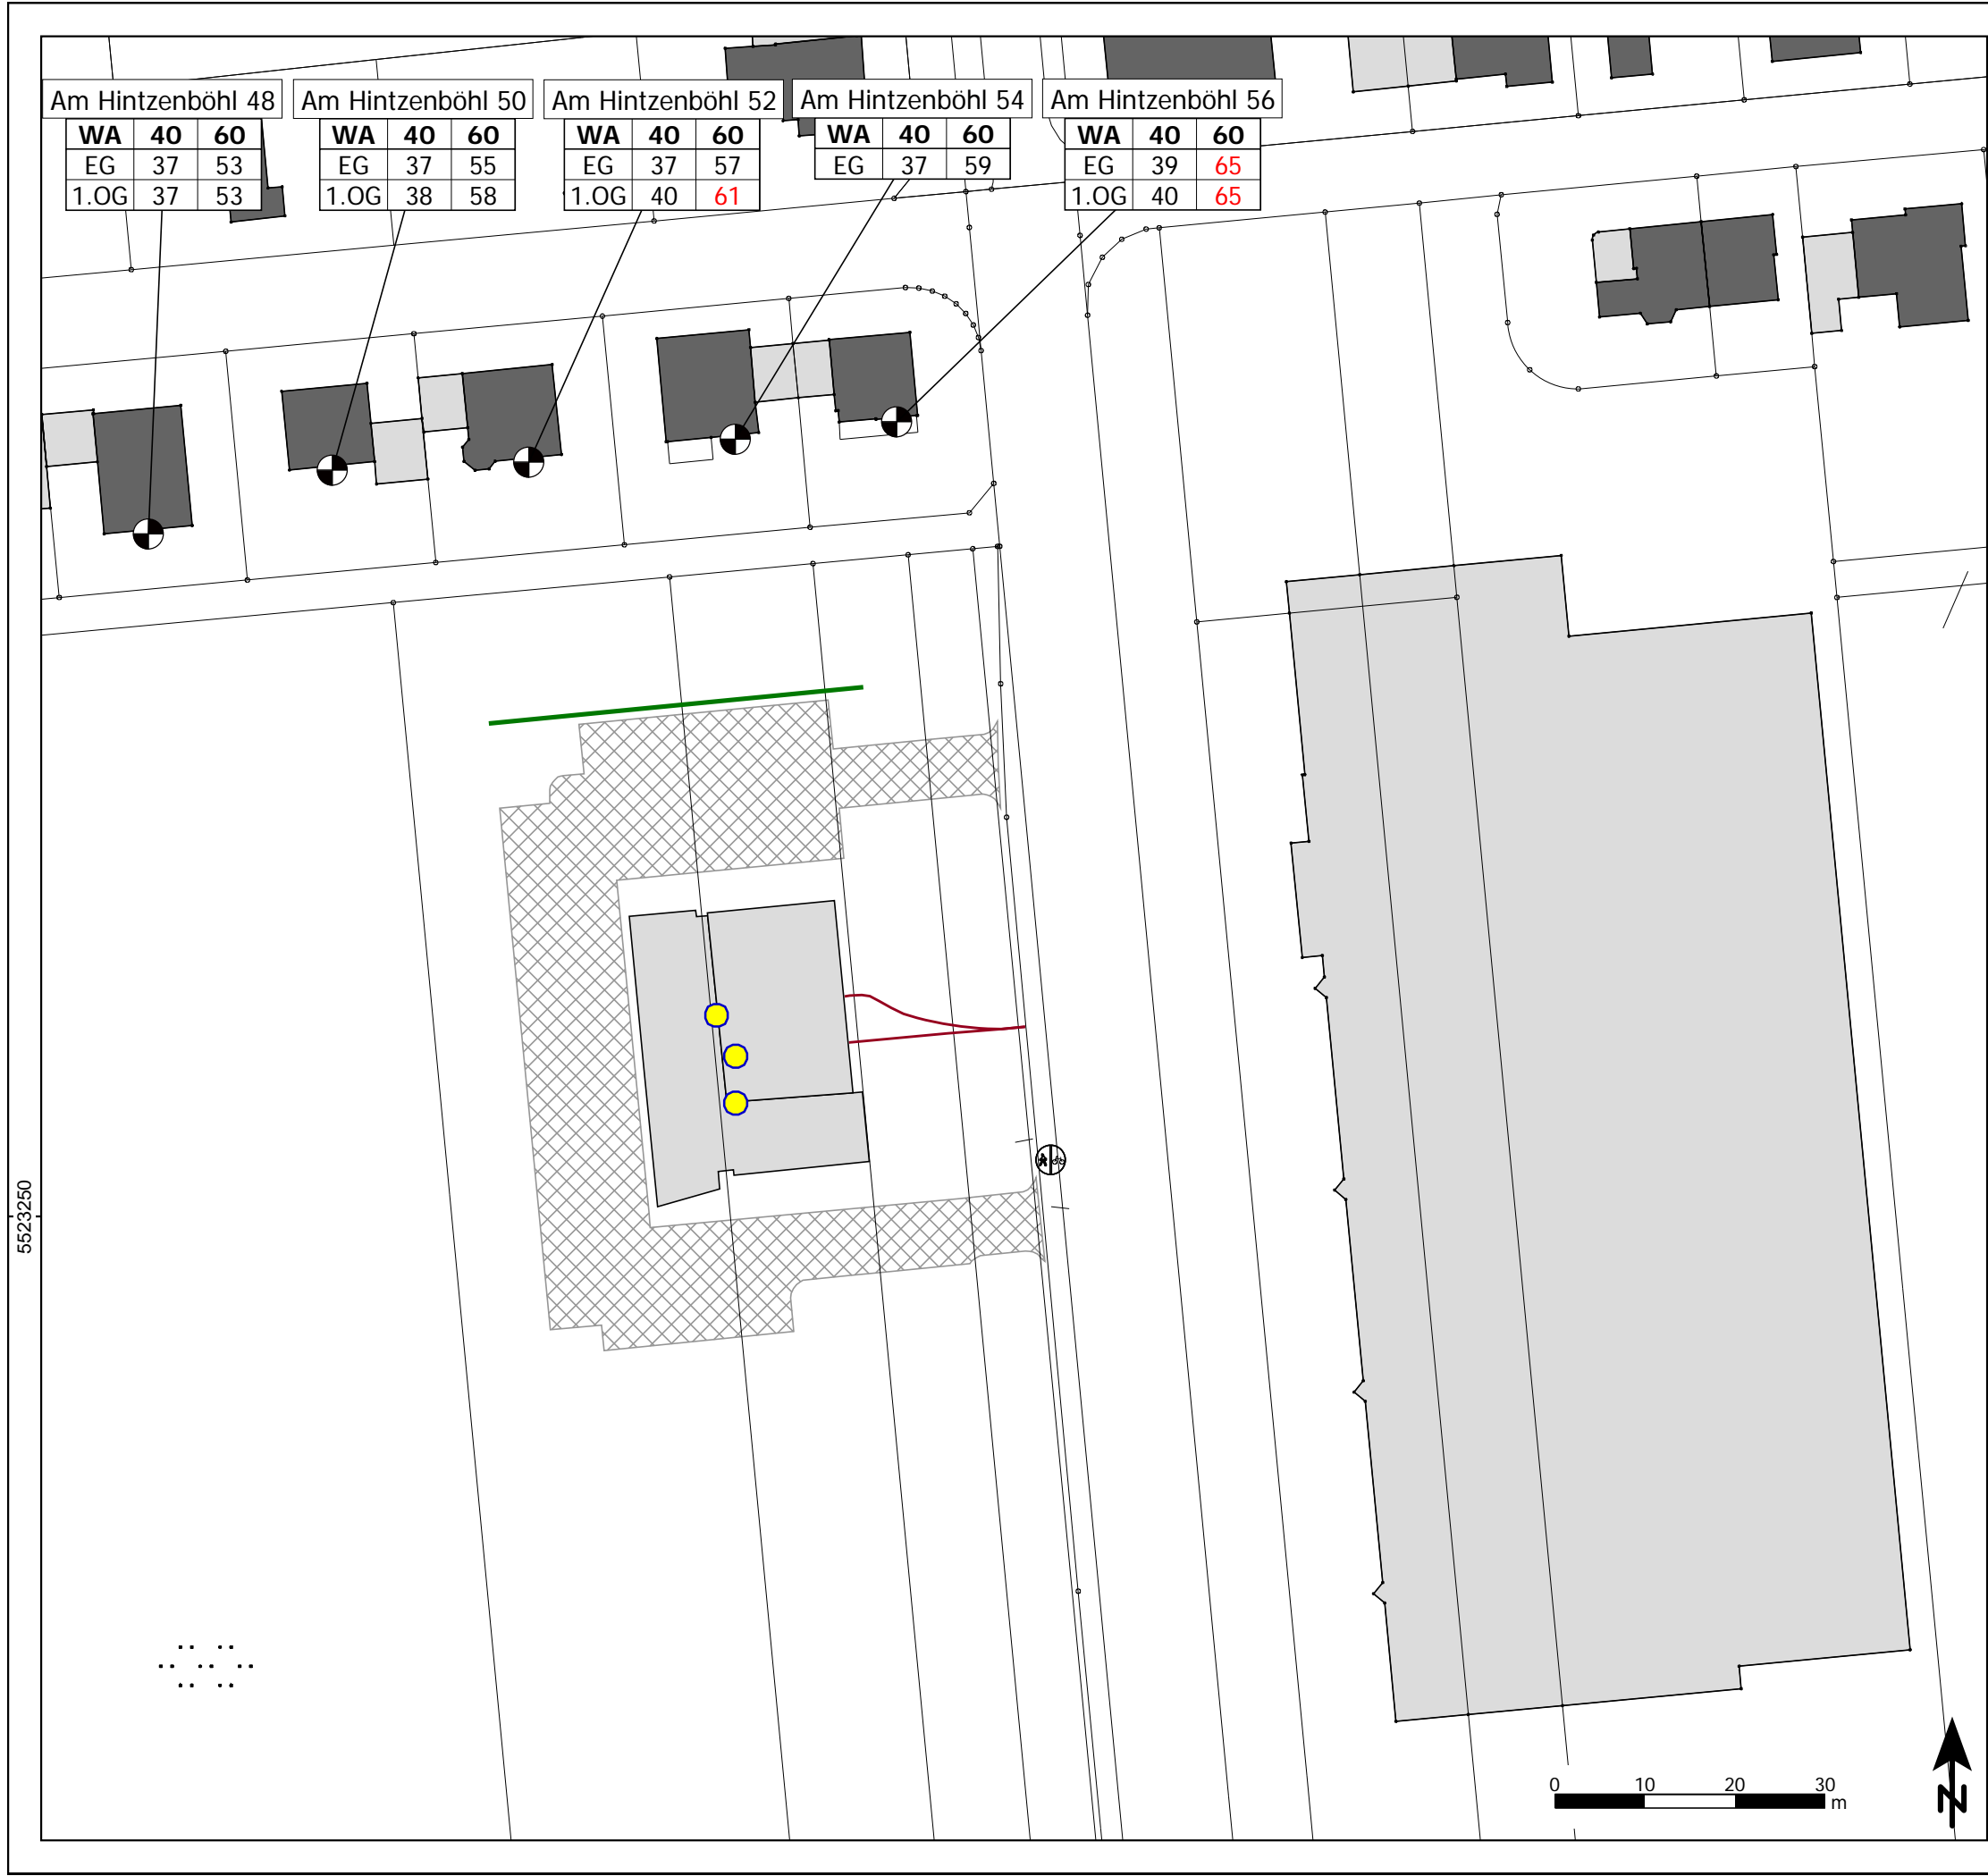 Am Hintzenböhl 48
WA 40 60
EG 37 53
1.OG 37 53
Am Hintzenböhl 50
WA 40 60
EG 37 55
1.OG 38 58
Am Hintzenböhl 52
WA 40 60
EG 37 57
1.OG 40 61
Am Hintzenböhl 54
WA 40 60
EG 37 59
Am Hintzenböhl 56
WA 40 60
EG 39 65
1.OG 40 65
5523250
0 10 20 30
m
N